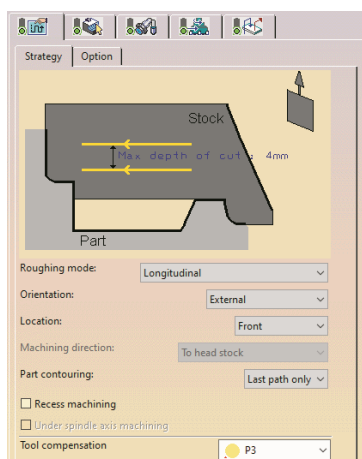 Strategy Option
Stock
Max depth of cut : 4mm
Part
Roughing mode: Longitudinal
Orientation: External
Location: Front
Machining direction: To head stock
Part contouring: Last path only
Recess machining
Under spindle axis machining
Tool compensation P3